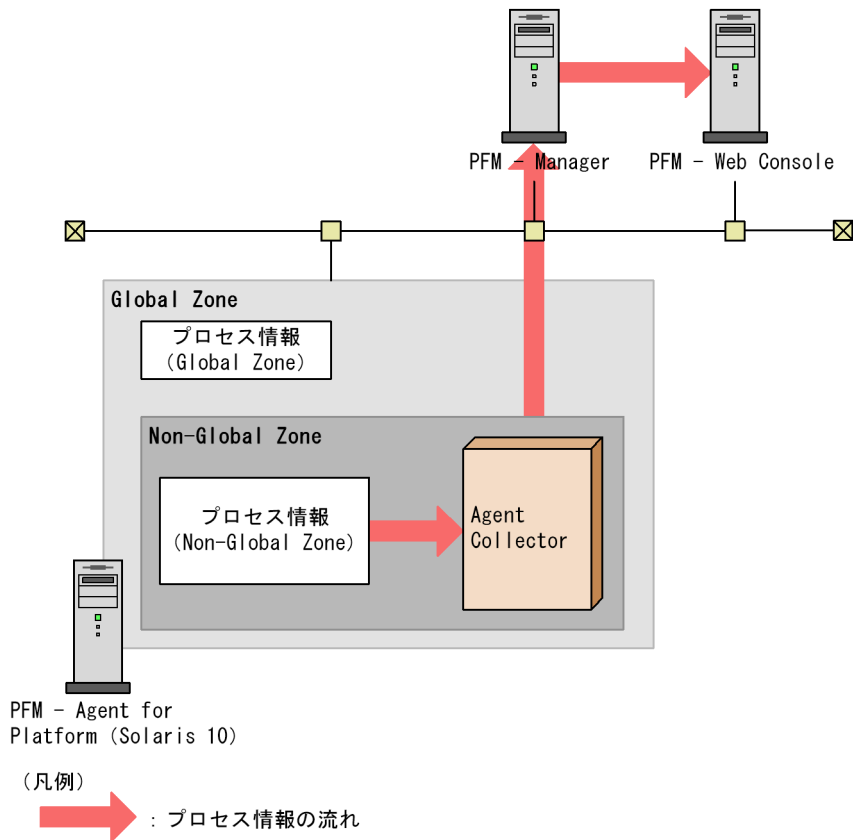 PFM - Manager
PFM - Web Console
Global Zone
プロセス情報
(Global Zone)
Non-Global Zone
プロセス情報
(Non-Global Zone)
Agent
Collector
PFM - Agent for
Platform(Solaris 10)
(凡例)
: プロセス情報の流れ